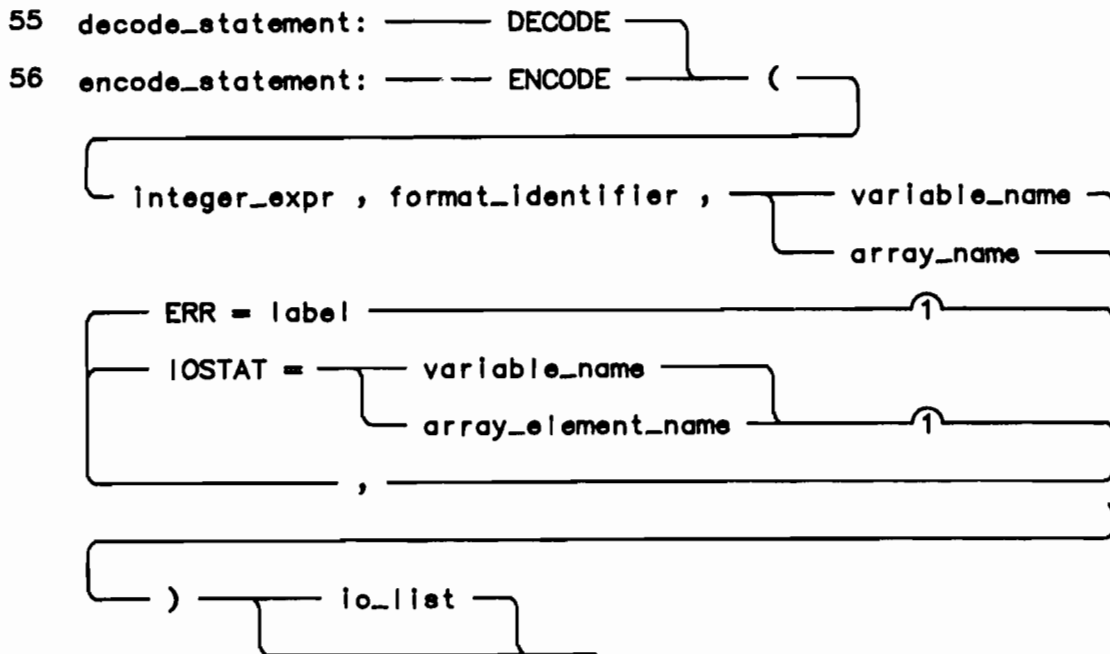 55 decode_statement: DECODE
56 encode_statement: ENCODE (
integer_expr , format_identifier , variable_name
array_name
ERR = label 1
IOSTAT = variable_name
array_element_name 1
,
) io_list